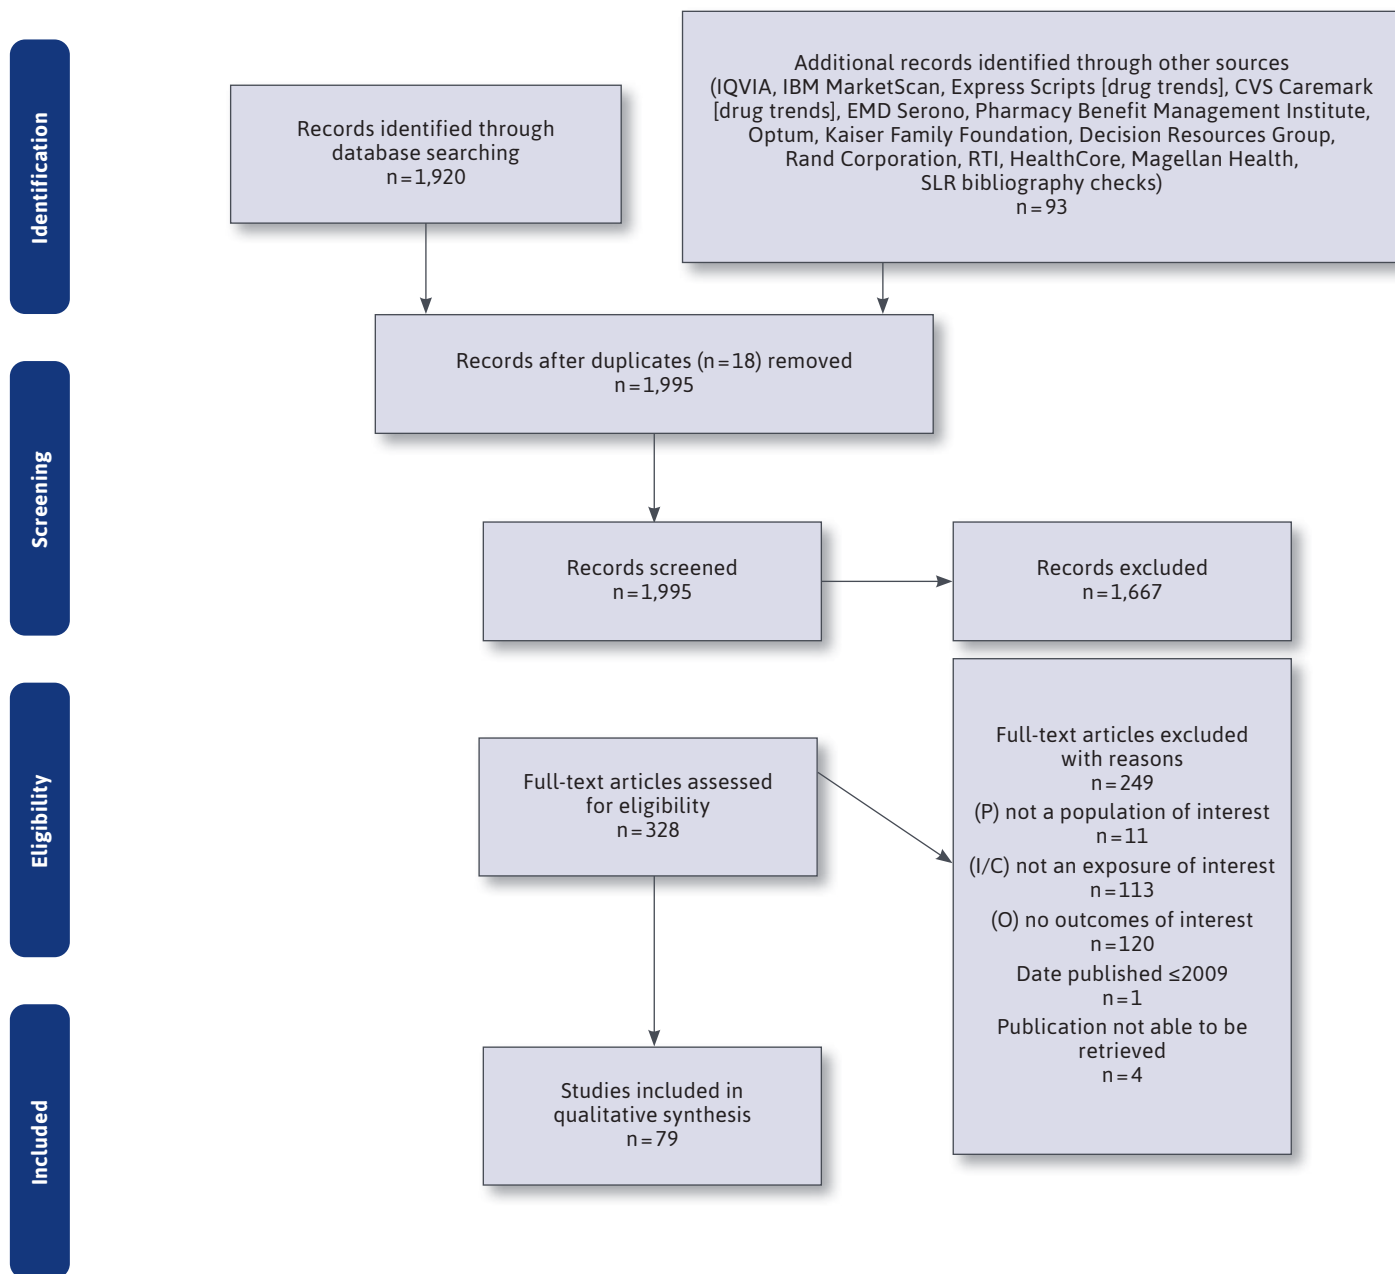 Identification
Records identified through
database searching
n=1,920
Additional records identified through other sources
(IQVIA, IBM MarketScan, Express Scripts [drug trends], CVS Caremark
[drug trends], EMD Serono, Pharmacy Benefit Management Institute,
Optum, Kaiser Family Foundation, Decision Resources Group,
Rand Corporation, RTI, HealthCore, Magellan Health,
SLR bibliography checks)
n=93
Records after duplicates (n=18) removed
n=1,995
Screening
Records screened
n=1,995
Records excluded
n=1,667
Eligibility
Full-text articles assessed
for eligibility
n=328
Full-text articles excluded
with reasons
n=249
(P) not a population of interest
n=11
(I/C) not an exposure of interest
n=113
(O) no outcomes of interest
n=120
Date published ≤2009
n=1
Publication not able to be
retrieved
n=4
Included
Studies included in
qualitative synthesis
n=79